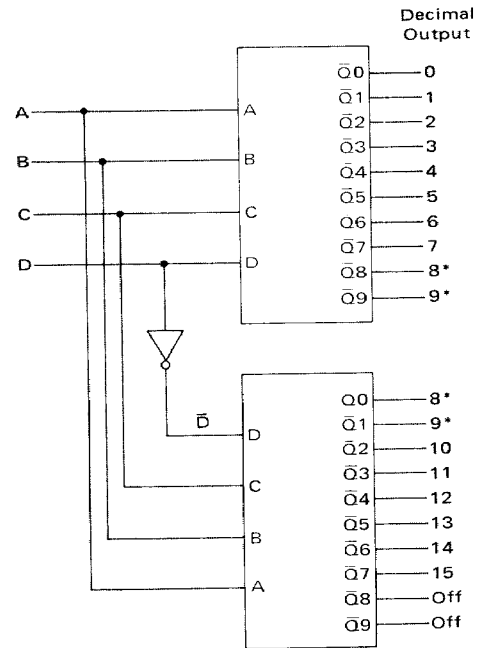 Decimal
Output
Q̅0 0
A A Q̅1 1
Q̅2 2
B B Q̅3 3
Q̅4 4
C C Q̅5 5
Q6 6
Q̅7 7
D D Q̅8 8*
Q̅9 9*
Q0 8*
D̅ D Q̅1 9*
Q̅2 10
C Q̅3 11
Q̅4 12
B Q̅5 13
Q̅6 14
A Q̅7 15
Q̅8 Off
Q̅9 Off